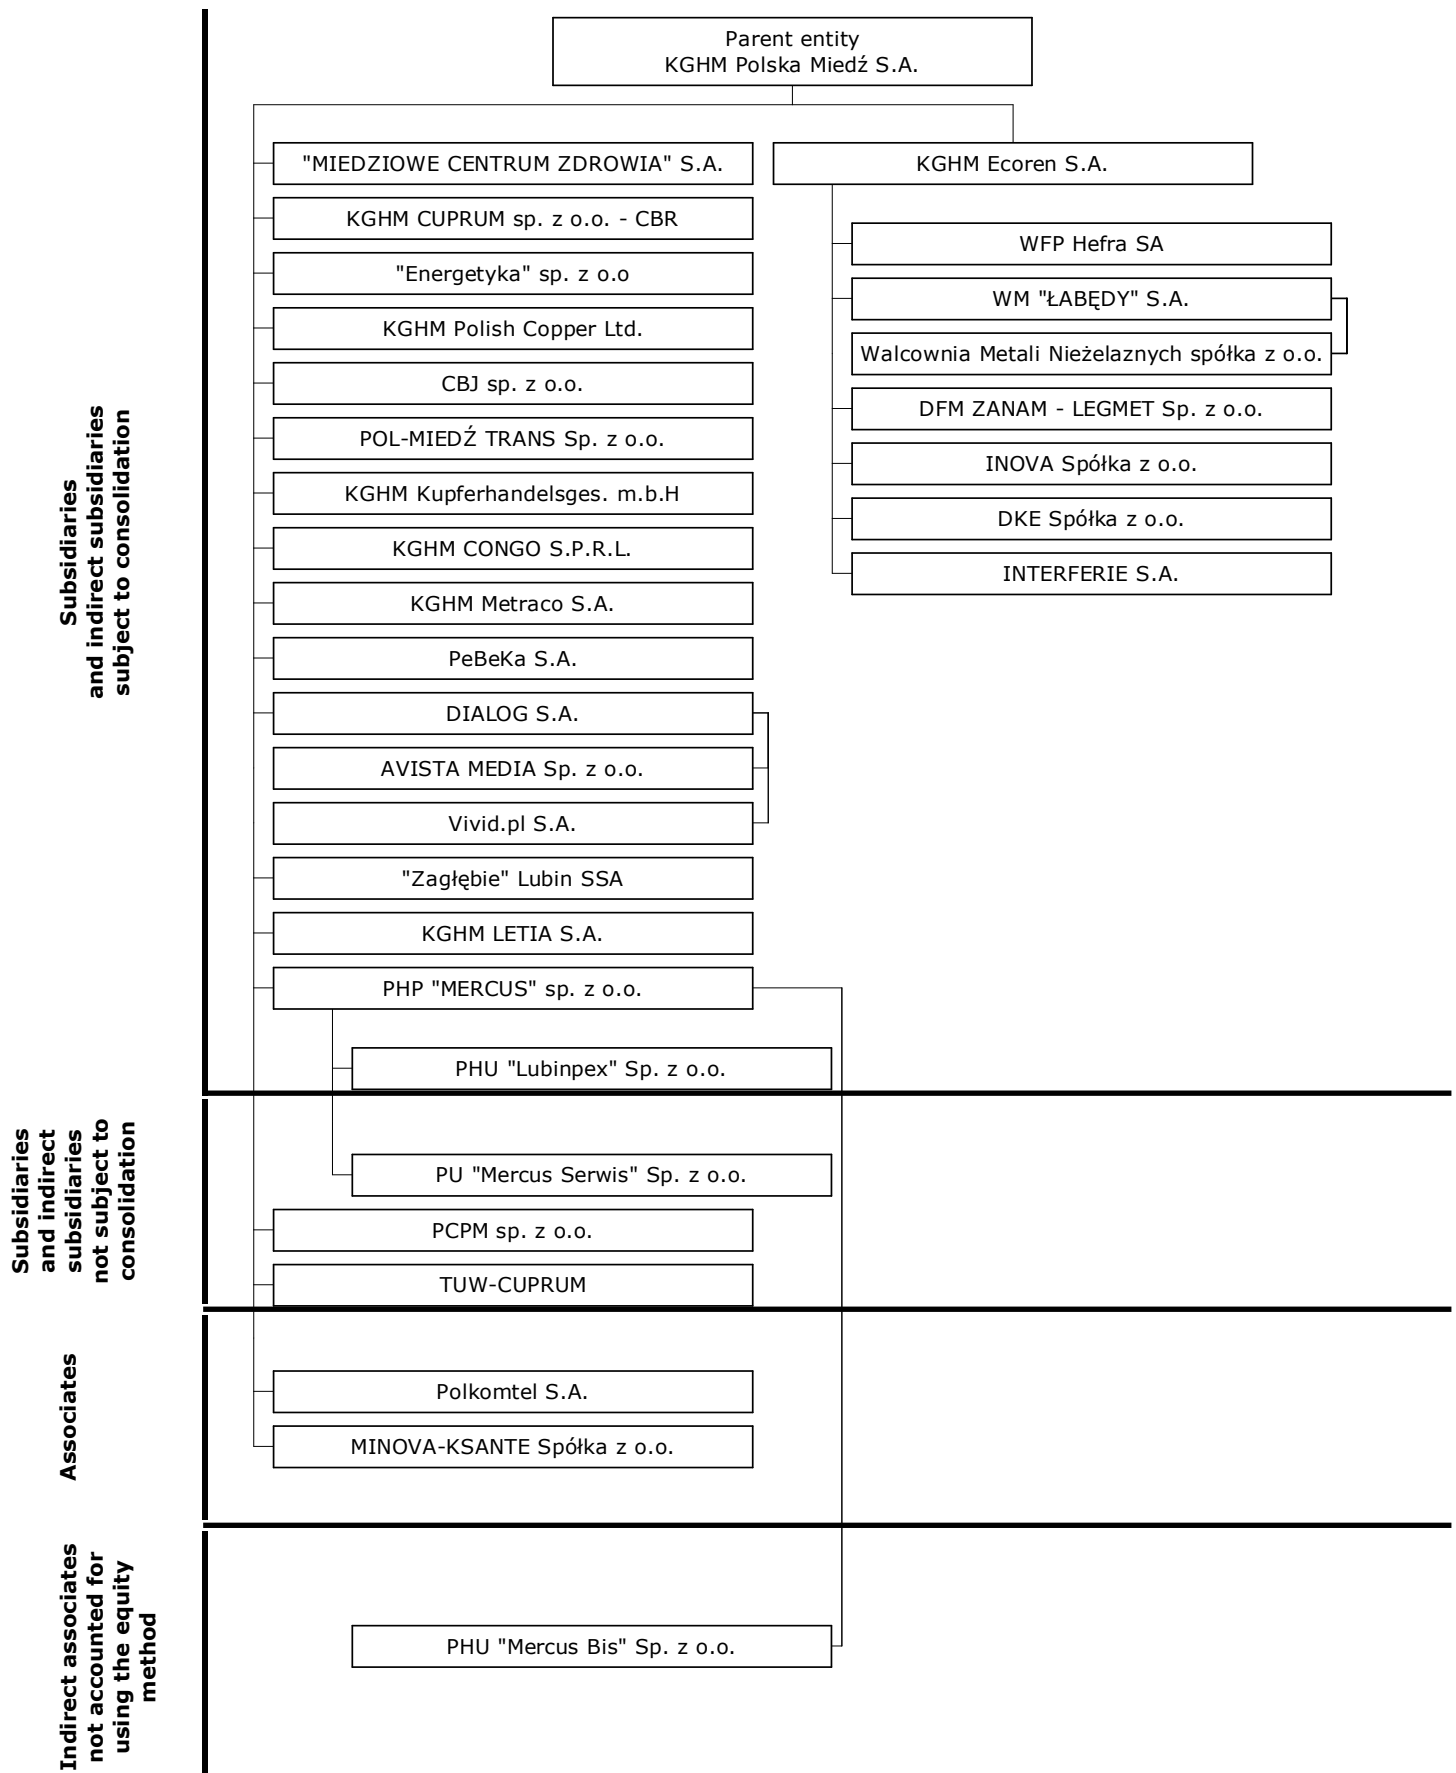 Parent entity
KGHM Polska Miedź S.A.
"MIEDZIOWE CENTRUM ZDROWIA" S.A.
KGHM Ecoren S.A.
KGHM CUPRUM sp. z o.o. - CBR
WFP Hefra SA
"Energetyka" sp. z o.o
WM "ŁABĘDY" S.A.
KGHM Polish Copper Ltd.
Walcownia Metali Nieżelaznych spółka z o.o.
CBJ sp. z o.o.
DFM ZANAM - LEGMET Sp. z o.o.
POL-MIEDŹ TRANS Sp. z o.o.
INOVA Spółka z o.o.
KGHM Kupferhandelsges. m.b.H
DKE Spółka z o.o.
KGHM CONGO S.P.R.L.
INTERFERIE S.A.
KGHM Metraco S.A.
PeBeKa S.A.
DIALOG S.A.
AVISTA MEDIA Sp. z o.o.
Vivid.pl S.A.
"Zagłębie" Lubin SSA
KGHM LETIA S.A.
PHP "MERCUS" sp. z o.o.
PHU "Lubinpex" Sp. z o.o.
Subsidiaries
and indirect subsidiaries
subject to consolidation
PU "Mercus Serwis" Sp. z o.o.
PCPM sp. z o.o.
TUW-CUPRUM
Subsidiaries
and indirect
subsidiaries
not subject to
consolidation
Polkomtel S.A.
MINOVA-KSANTE Spółka z o.o.
Associates
PHU "Mercus Bis" Sp. z o.o.
Indirect associates
not accounted for
using the equity
method